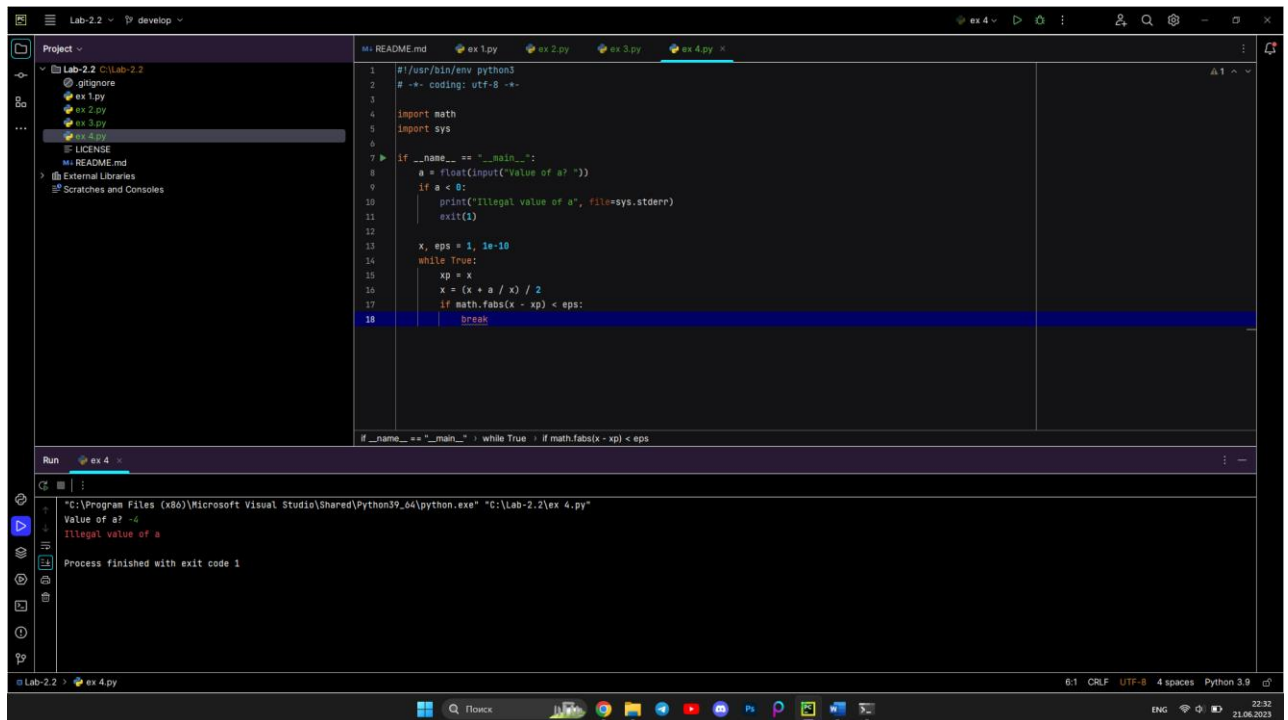 PC Lab-2.2 develop ex 4
Project
README.md ex 1.py ex 2.py ex 3.py ex 4.py
Lab-2.2 C:\Lab-2.2
.gitignore
ex 1.py
ex 2.py
ex 3.py
ex 4.py
LICENSE
README.md
External Libraries
Scratches and Consoles
1 #!/usr/bin/env python3
2 # -*- coding: utf-8 -*-
3
4 import math
5 import sys
6
7 if __name__ == "__main__":
8 a = float(input("Value of a? "))
9 if a < 0:
10 print("Illegal value of a", file=sys.stderr)
11 exit(1)
12
13 x, eps = 1, 1e-10
14 while True:
15 xp = x
16 x = (x + a / x) / 2
17 if math.fabs(x - xp) < eps:
18 break
1
if __name__ == "__main__" › while True › if math.fabs(x - xp) < eps
Run ex 4
"C:\Program Files (x86)\Microsoft Visual Studio\Shared\Python39_64\python.exe" "C:\Lab-2.2\ex 4.py"
Value of a? -4
Illegal value of a
Process finished with exit code 1
Lab-2.2 > ex 4.py 6:1 CRLF UTF-8 4 spaces Python 3.9
Поиск ENG 22:32
21.06.2023